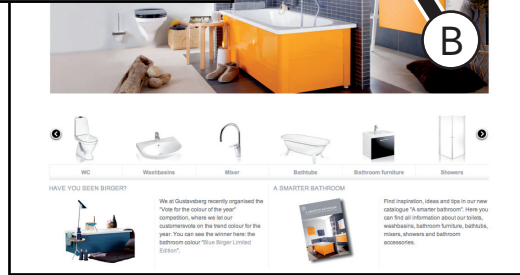 B
WC Washbasins Mixer Bathtubs Bathroom furniture Showers
HAVE YOU SEEN BIRGER?
We at Gustavsberg recently organised the
"Vote for the colour of the year"
competition, where we let our
customersvote on the trend colour for the
year. You can see the winner here: the
bathroom colour "Blue Birger Limited
Edition".
A SMARTER BATHROOM
Find inspiration, ideas and tips in our new
catalogue "A smarter bathroom". Here you
can find all information about our toilets,
washbasins, bathroom furniture, bathtubs,
mixers, showers and bathroom
accessories.